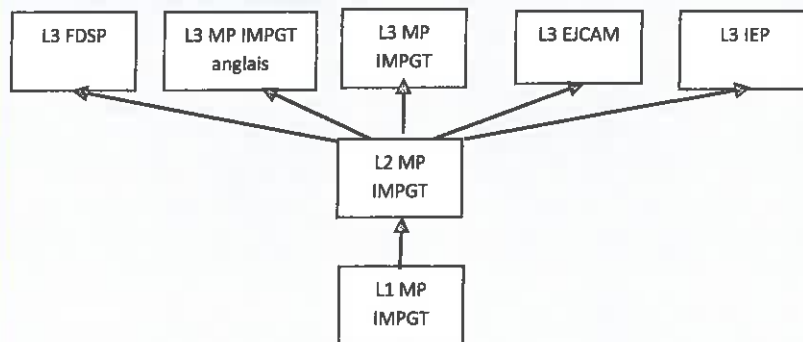 L3 FDSP
L3 MP IMPGT
anglais
L3 MP
IMPGT
L3 EJCAM
L3 IEP
L2 MP
IMPGT
L1 MP
IMPGT